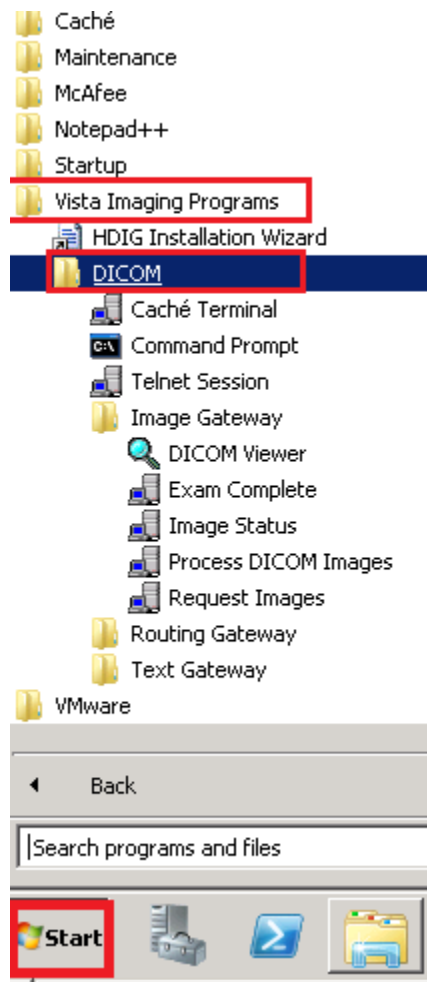 Caché
Maintenance
McAfee
Notepad++
Startup
Vista Imaging Programs
HDIG Installation Wizard
DICOM
Caché Terminal
C:\
Command Prompt
Telnet Session
Image Gateway
DICOM Viewer
Exam Complete
Image Status
Process DICOM Images
Request Images
Routing Gateway
Text Gateway
VMware
Back
Search programs and files
Start